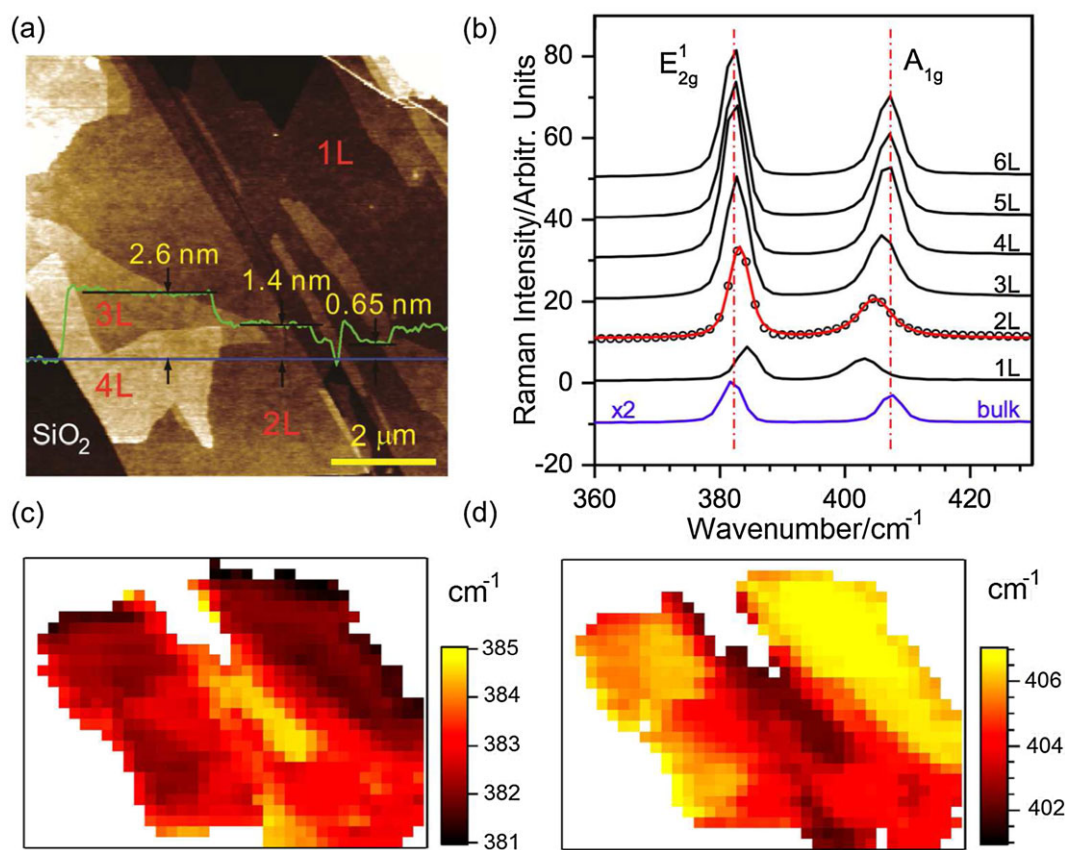 (a)
1L
2.6 nm
1.4 nm
0.65 nm
3L
4L
2L
SiO₂
2 μm
(b)
Raman Intensity/Arbitr. Units
80
60
40
20
0
-20
E¹₂g
A₁g
6L
5L
4L
3L
2L
1L
x2
bulk
360
380
400
420
Wavenumber/cm⁻¹
(c)
cm⁻¹
385
384
383
382
381
(d)
cm⁻¹
406
404
402